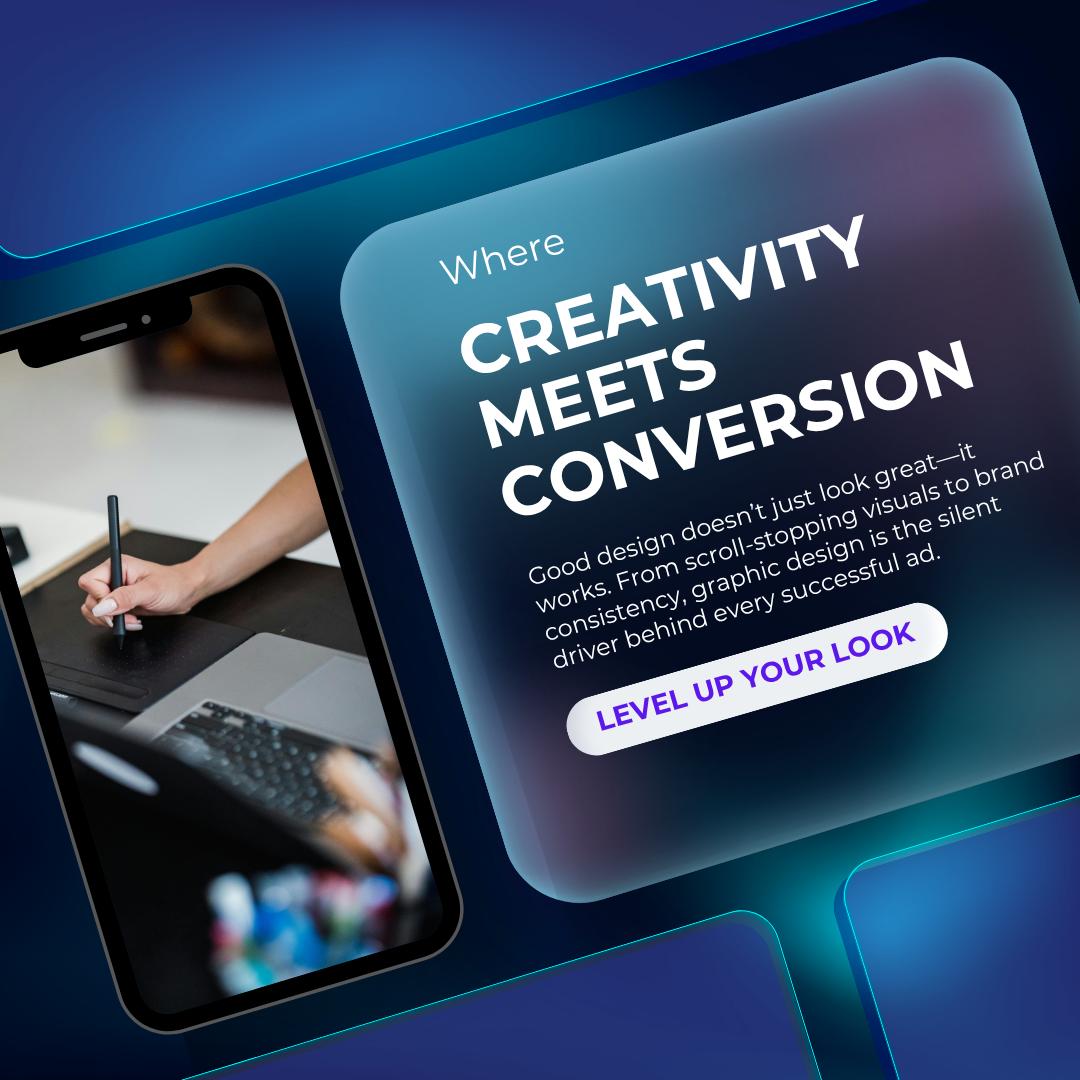 Where
CREATIVITY
MEETS
CONVERSION
Good design doesn’t just look great—it
works. From scroll-stopping visuals to brand
consistency, graphic design is the silent
driver behind every successful ad.
LEVEL UP YOUR LOOK